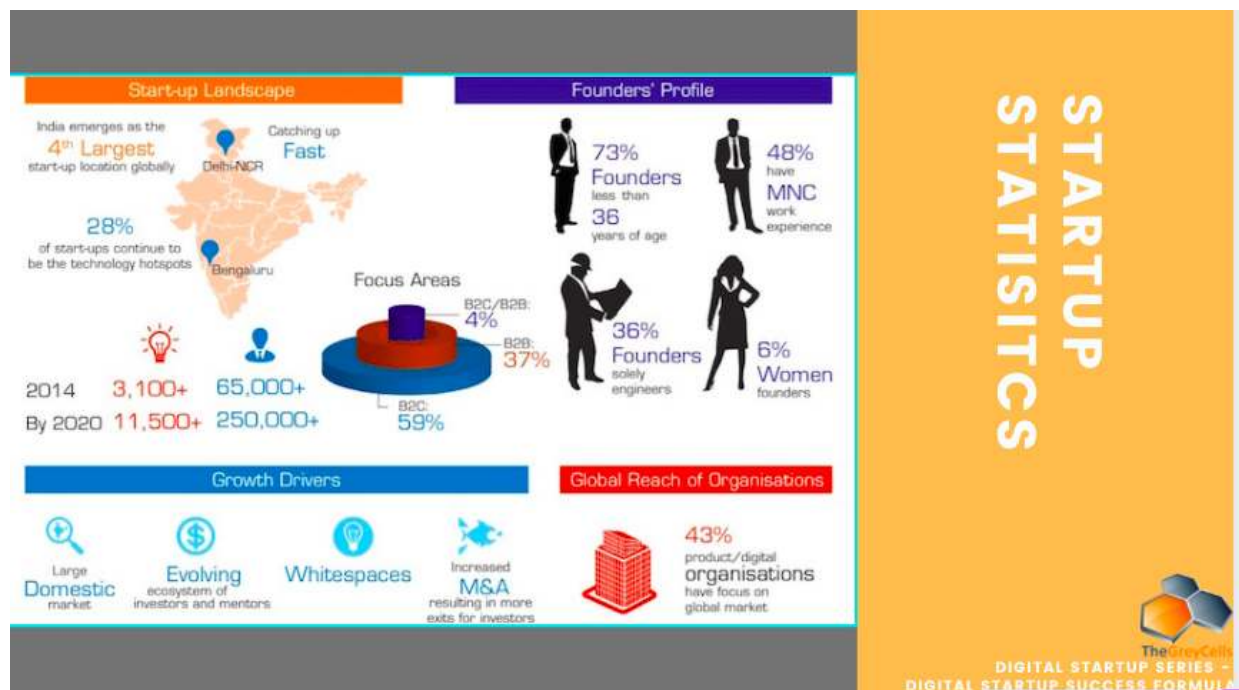 Start-up Landscape
India emerges as the
4th Largest
start-up location globally
Catching up
Fast
Delhi-NCR
28%
of start-ups continue to
be the technology hotspots
Bengaluru
2014 3,100+ 65,000+
By 2020 11,500+ 250,000+
Focus Areas
B2C/B2B:
4%
B2B:
37%
B2C:
59%
Founders' Profile
73%
Founders
less than
36
years of age
48%
have
MNC
work
experience
36%
Founders
solely
engineers
6%
Women
founders
Growth Drivers
Large
Domestic
market
Evolving
ecosystem of
investors and mentors
Whitespaces
Increased
M&A
resulting in more
exits for investors
Global Reach of Organisations
43%
product/digital
organisations
have focus on
global market
STARTUP
STATISITCS
TheGreyCells
DIGITAL STARTUP SERIES -
DIGITAL STARTUP SUCCESS FORMULA